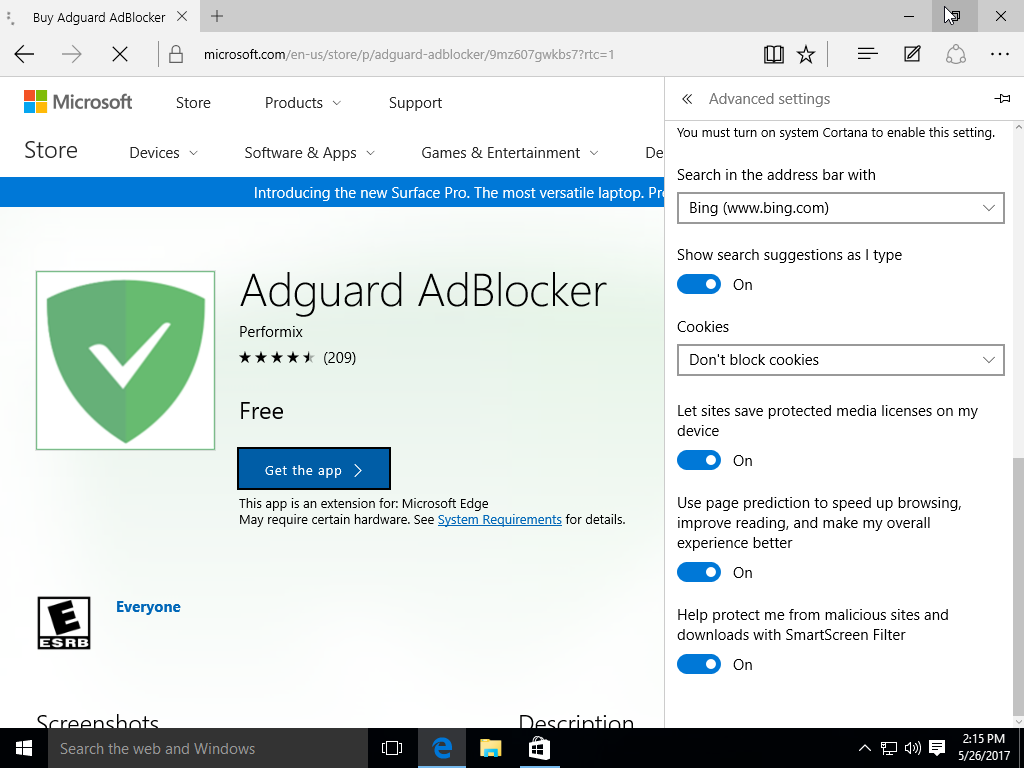 Buy Adguard AdBlocker
microsoft.com/en-us/store/p/adguard-adblocker/9mz607gwkbs7?rtc=1
Microsoft
Store
Products
Support
Store
Devices
Software & Apps
Games & Entertainment
De
Introducing the new Surface Pro. The most versatile laptop. Pr
Adguard AdBlocker
Performix
(209)
Free
Get the app
This app is an extension for: Microsoft Edge
May require certain hardware. See System Requirements for details.
E
ESRB
Everyone
Screenshots
Description
Advanced settings
You must turn on system Cortana to enable this setting.
Search in the address bar with
Bing (www.bing.com)
Show search suggestions as I type
On
Cookies
Don't block cookies
Let sites save protected media licenses on my
device
On
Use page prediction to speed up browsing,
improve reading, and make my overall
experience better
On
Help protect me from malicious sites and
downloads with SmartScreen Filter
On
Search the web and Windows
2:15 PM
5/26/2017